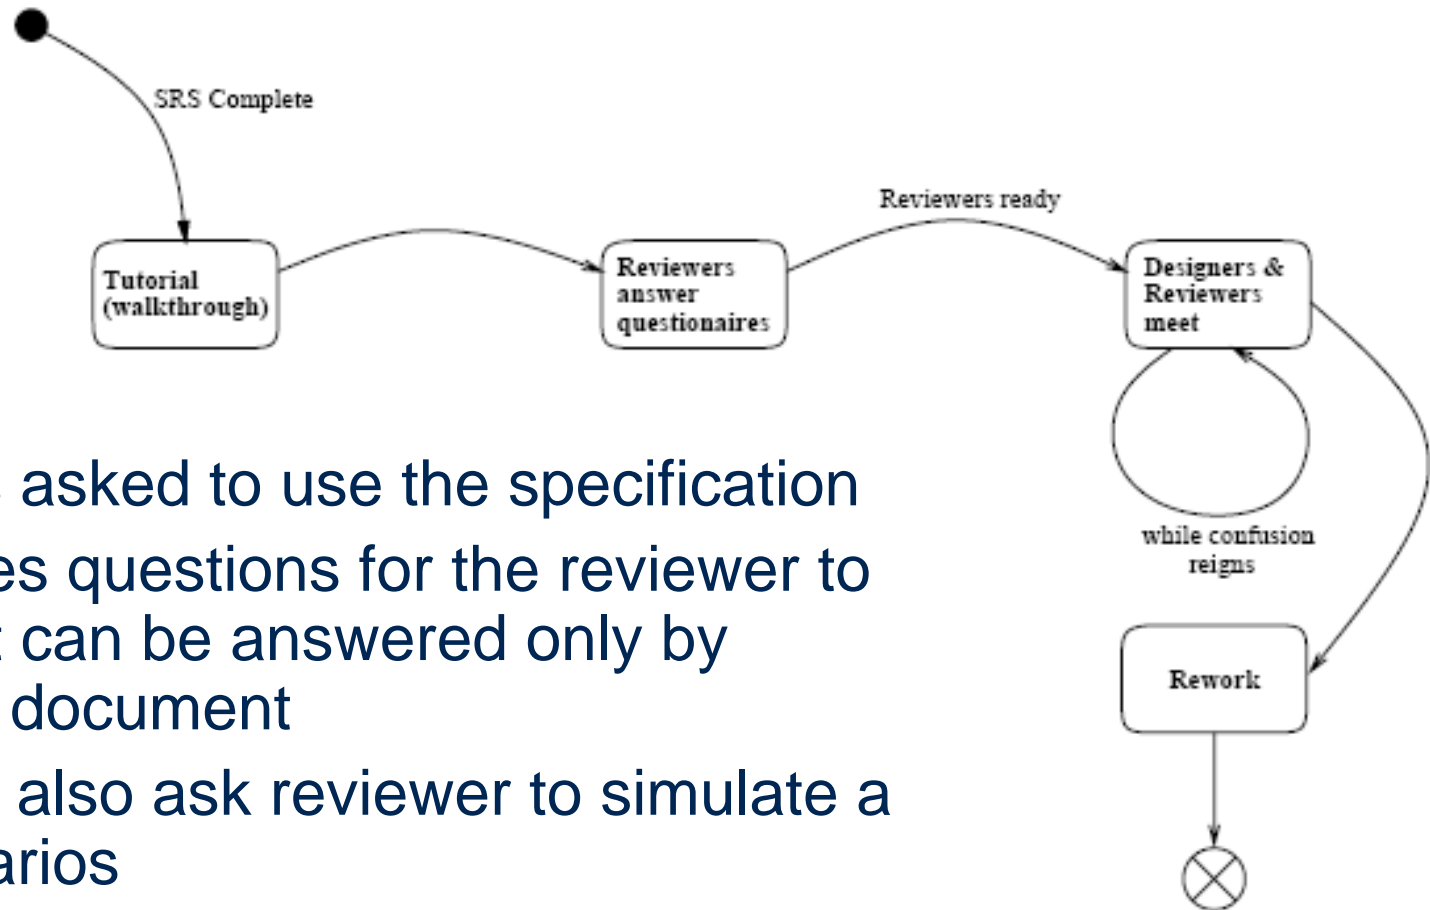 SRS Complete
Reviewers ready
Tutorial
(walkthrough)
Reviewers
answer
questionaires
Designers &
Reviewers
meet
while confusion
reigns
Rework
asked to use the specification
es questions for the reviewer to
can be answered only by
document
also ask reviewer to simulate a
arios